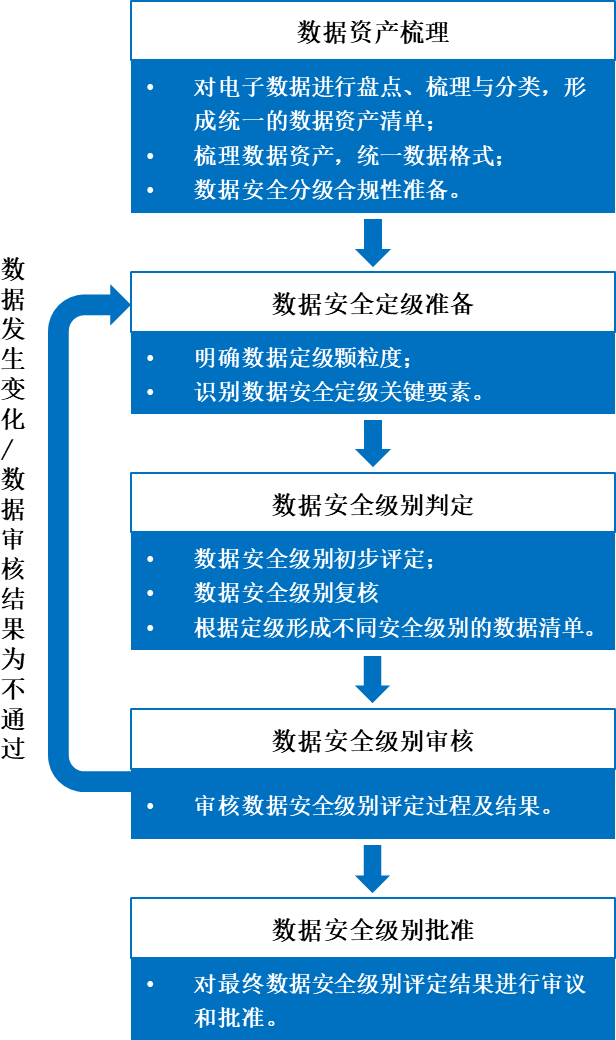 数据资产梳理
• 对电子数据进行盘点、梳理与分类，形
成统一的数据资产清单；
• 梳理数据资产，统一数据格式；
• 数据安全分级合规性准备。
数据安全定级准备
• 明确数据定级颗粒度；
• 识别数据安全定级关键要素。
数据安全级别判定
• 数据安全级别初步评定；
• 数据安全级别复核
• 根据定级形成不同安全级别的数据清单。
数据安全级别审核
• 审核数据安全级别评定过程及结果。
数据安全级别批准
• 对最终数据安全级别评定结果进行审议
和批准。
数据发生变化/数据审核结果为不通过